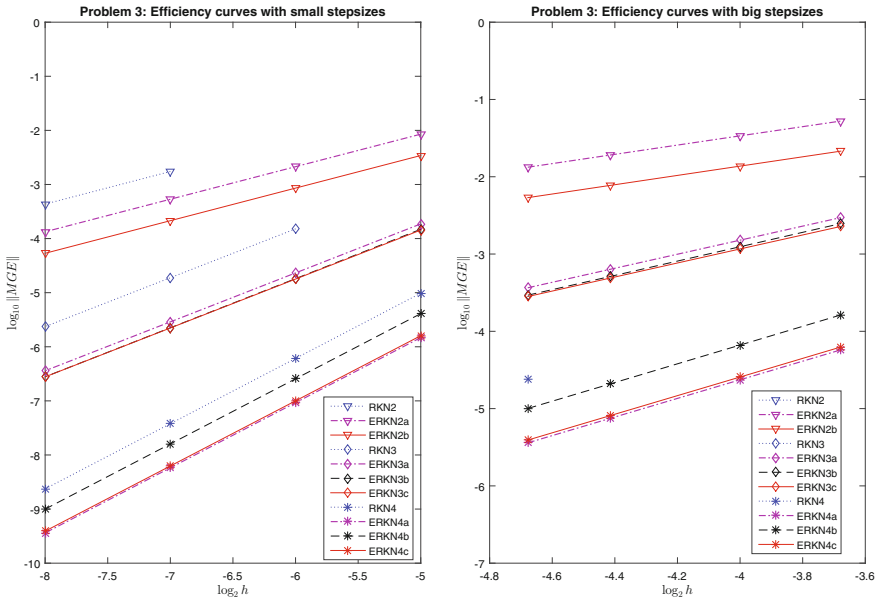 Problem 3: Efficiency curves with small stepsizes
0
-1
-2
-3
-4
-5
-6
-7
-8
-9
-10
log₁₀ ‖MGE‖
-8
-7.5
-7
-6.5
-6
-5.5
-5
log₂ h
RKN2
ERKN2a
ERKN2b
RKN3
ERKN3a
ERKN3b
ERKN3c
RKN4
ERKN4a
ERKN4b
ERKN4c
Problem 3: Efficiency curves with big stepsizes
0
-1
-2
-3
-4
-5
-6
-7
log₁₀ ‖MGE‖
-4.8
-4.6
-4.4
-4.2
-4
-3.8
-3.6
log₂ h
RKN2
ERKN2a
ERKN2b
RKN3
ERKN3a
ERKN3b
ERKN3c
RKN4
ERKN4a
ERKN4b
ERKN4c